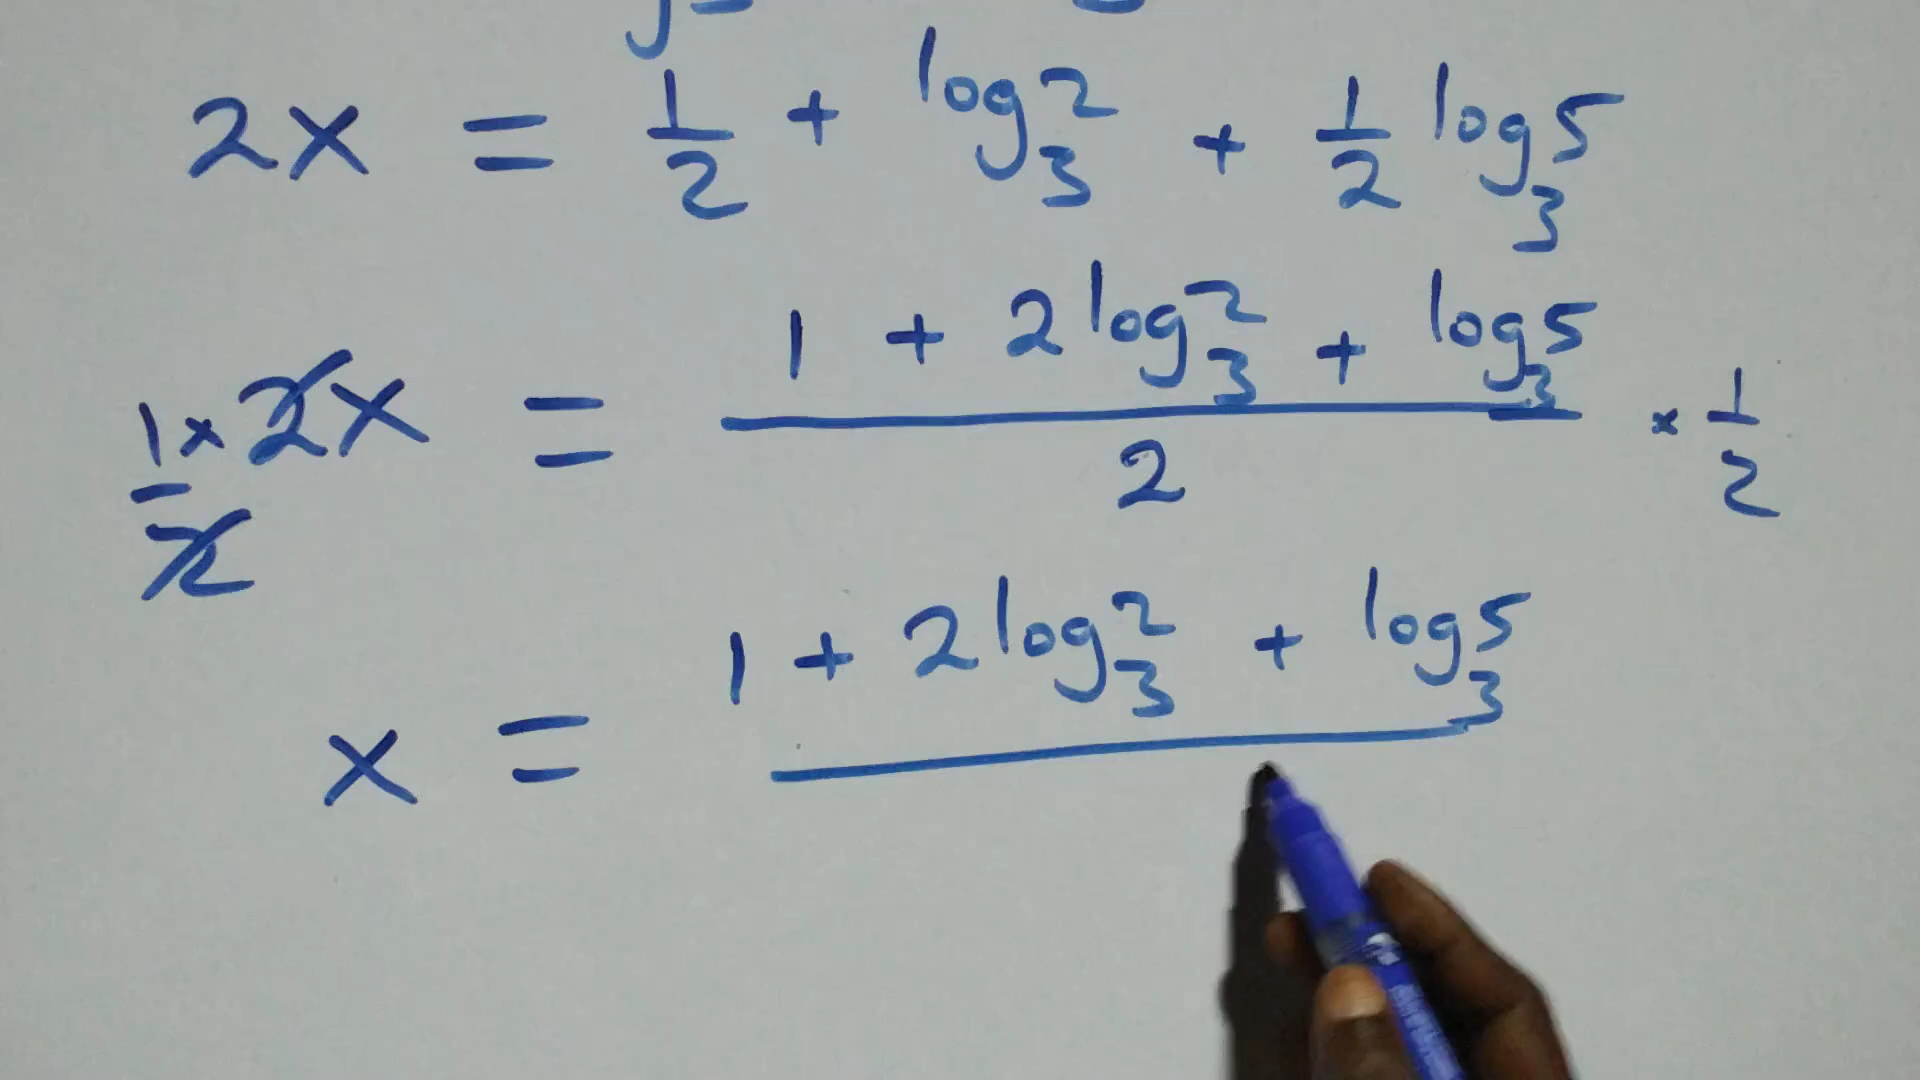 2x = 1/2 + log₃2 + 1/2 log₃5
1/2 × 2x = (1 + 2log₃2 + log₃5)/2 × 1/2
x = 1 + 2log₃2 + log₃5